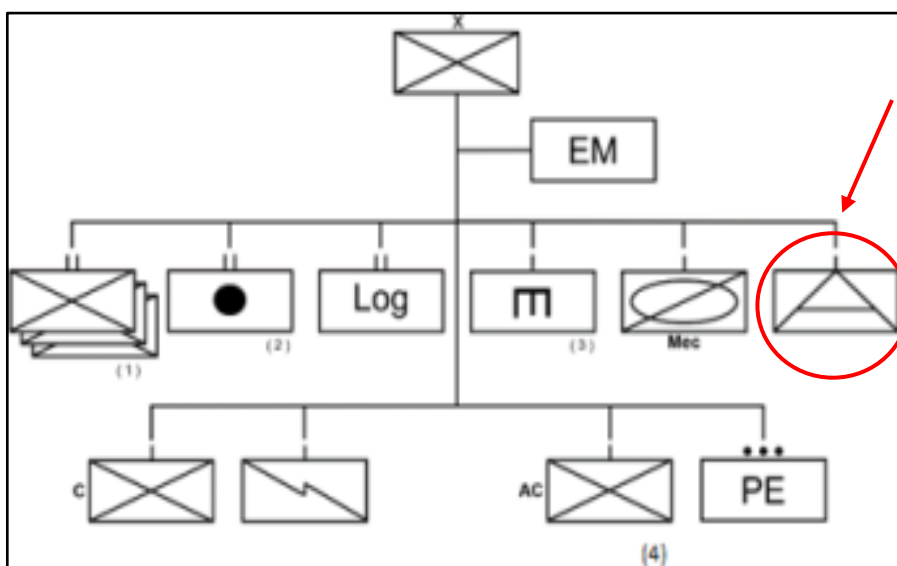 X
EM
Log
(1)
(2)
(3)
Mec
C
AC
PE
(4)